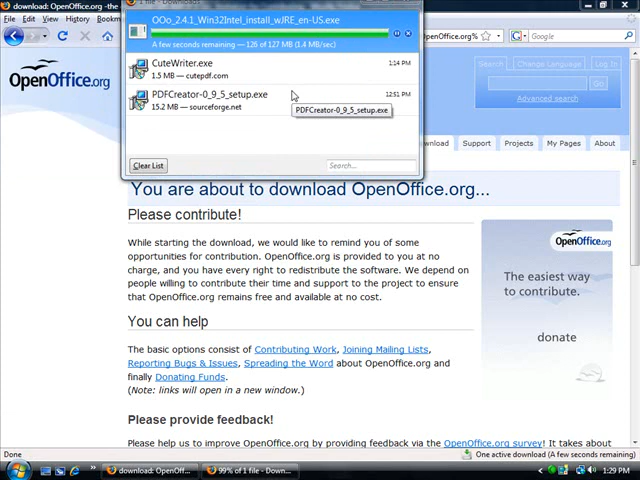 download: OpenOffice.org -the
1 file - Downloads
Edit View History Bookm
OOo_2.4.1_Win32Intel_install_wJRE_en-US.exe
A few seconds remaining — 126 of 127 MB (1.4 MB/sec)
CuteWriter.exe
1:14 PM
1.5 MB — cutepdf.com
PDFCreator-0_9_5_setup.exe
12:51 PM
15.2 MB — sourceforge.net
PDFCreator-0_9_5_setup.exe
Clear List
Search...
Google
OpenOffice.org
Search
Change Language
Log In
Go
wnload
Support
Projects
My Pages
About
You are about to download OpenOffice.org...
Please contribute!
While starting the download, we would like to remind you of some
opportunities for contribution. OpenOffice.org is provided to you at no
charge, and you have every right to redistribute the software. We depend on
people willing to contribute their time and support to the project to ensure
that OpenOffice.org remains free and available at no cost.
OpenOffice.org
The easiest way
to contribute.
donate
You can help
The basic options consist of Contributing Work, Joining Mailing Lists,
Reporting Bugs & Issues, Spreading the Word about OpenOffice.org and
finally Donating Funds.
(Note: links will open in a new window.)
Please provide feedback!
Please help us to improve OpenOffice.org by providing feedback via the OpenOffice.org survey! It takes about
Done
One active download (A few seconds remaining)
download: OpenOff...
99% of 1 file - Down...
1:29 PM